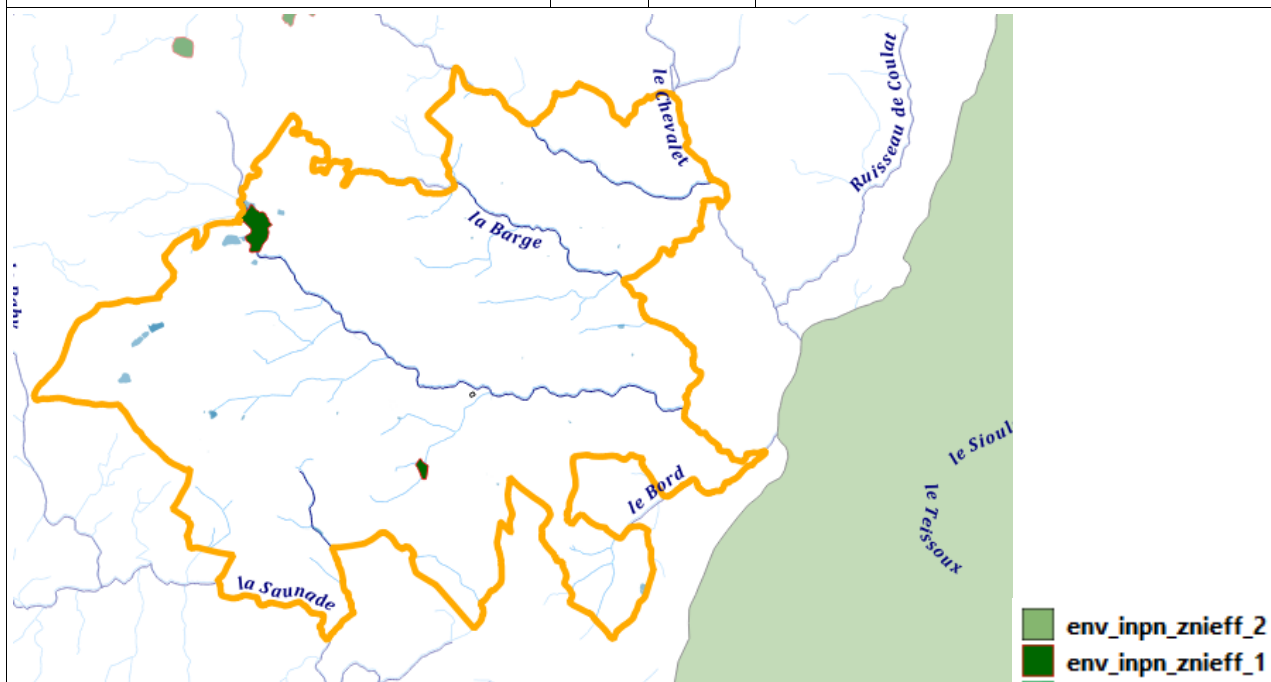 le Chevalet
Ruisseau de Coulat
la Barge
le Sioul
le Bord
le Teissoux
la Saunade
env_inpn_znieff_2
env_inpn_znieff_1